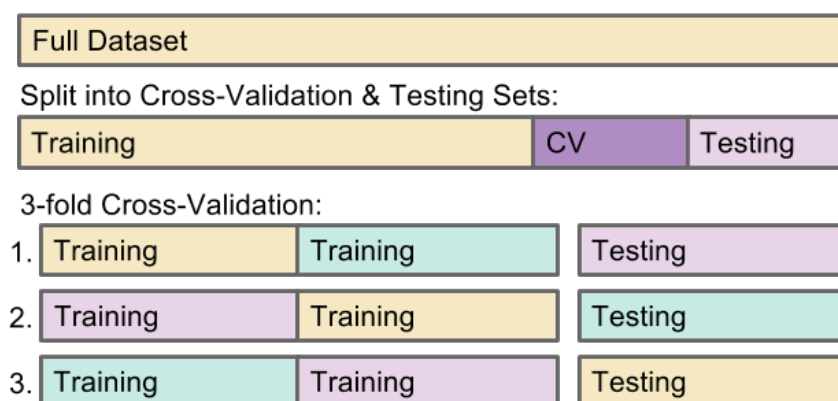 Full Dataset
Split into Cross-Validation & Testing Sets:
Training CV Testing
3-fold Cross-Validation:
1. Training Training Testing
2. Training Training Testing
3. Training Training Testing